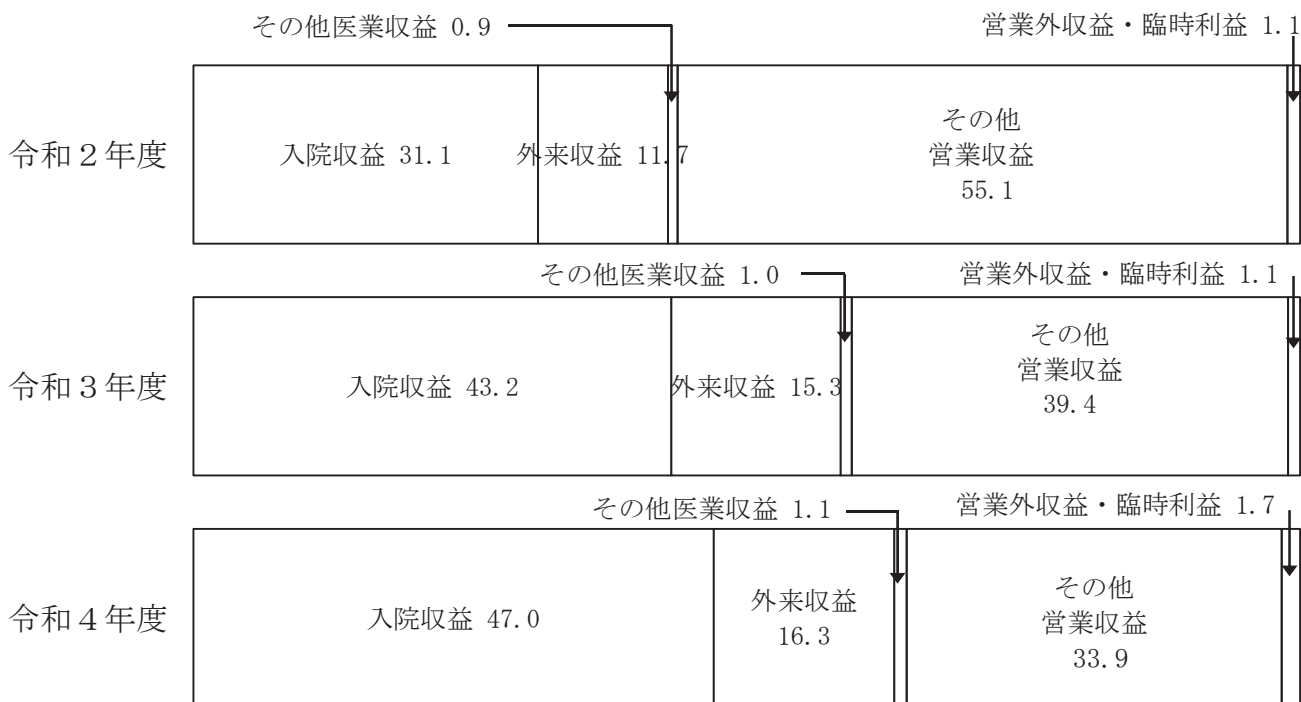 その他医業収益 0.9
営業外収益・臨時利益 1.1
令和２年度
入院収益 31.1
外来収益 11.7
その他
営業収益
55.1
その他医業収益 1.0
営業外収益・臨時利益 1.1
令和３年度
入院収益 43.2
外来収益 15.3
その他
営業収益
39.4
その他医業収益 1.1
営業外収益・臨時利益 1.7
令和４年度
入院収益 47.0
外来収益
16.3
その他
営業収益
33.9